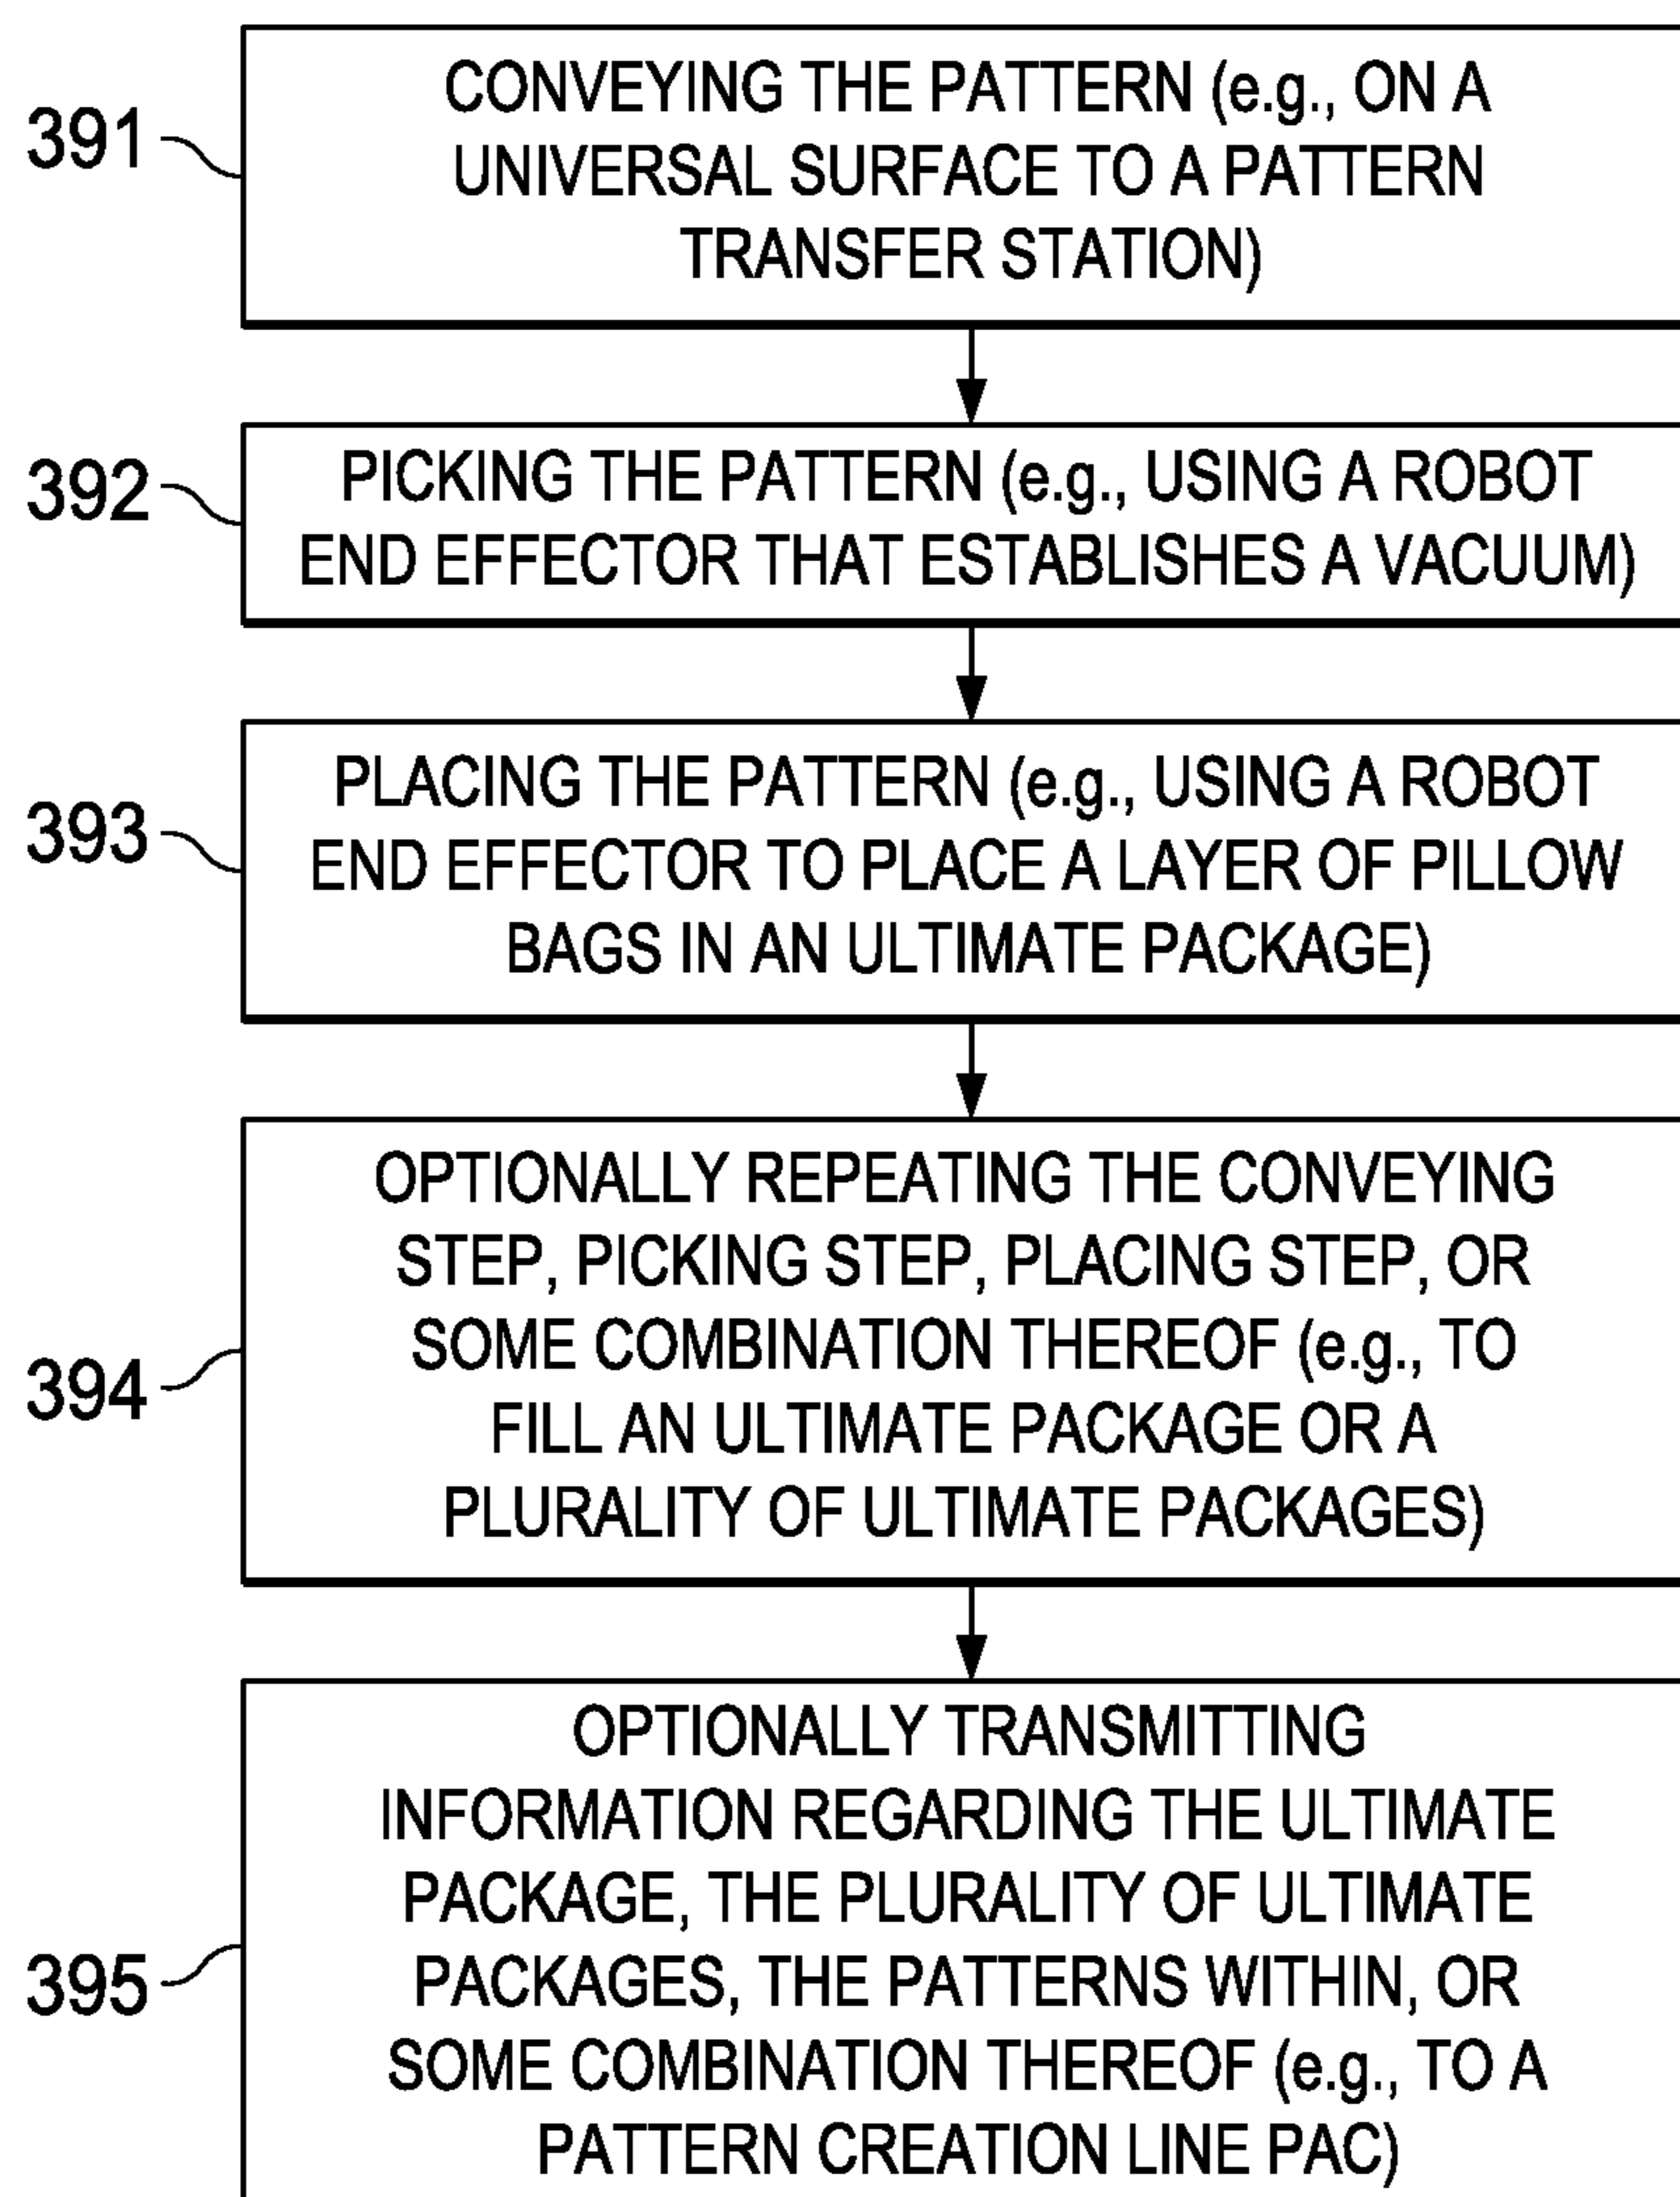 391
CONVEYING THE PATTERN (e.g., ON A
UNIVERSAL SURFACE TO A PATTERN
TRANSFER STATION)
392
PICKING THE PATTERN (e.g., USING A ROBOT
END EFFECTOR THAT ESTABLISHES A VACUUM)
393
PLACING THE PATTERN (e.g., USING A ROBOT
END EFFECTOR TO PLACE A LAYER OF PILLOW
BAGS IN AN ULTIMATE PACKAGE)
394
OPTIONALLY REPEATING THE CONVEYING
STEP, PICKING STEP, PLACING STEP, OR
SOME COMBINATION THEREOF (e.g., TO
FILL AN ULTIMATE PACKAGE OR A
PLURALITY OF ULTIMATE PACKAGES)
395
OPTIONALLY TRANSMITTING
INFORMATION REGARDING THE ULTIMATE
PACKAGE, THE PLURALITY OF ULTIMATE
PACKAGES, THE PATTERNS WITHIN, OR
SOME COMBINATION THEREOF (e.g., TO A
PATTERN CREATION LINE PAC)